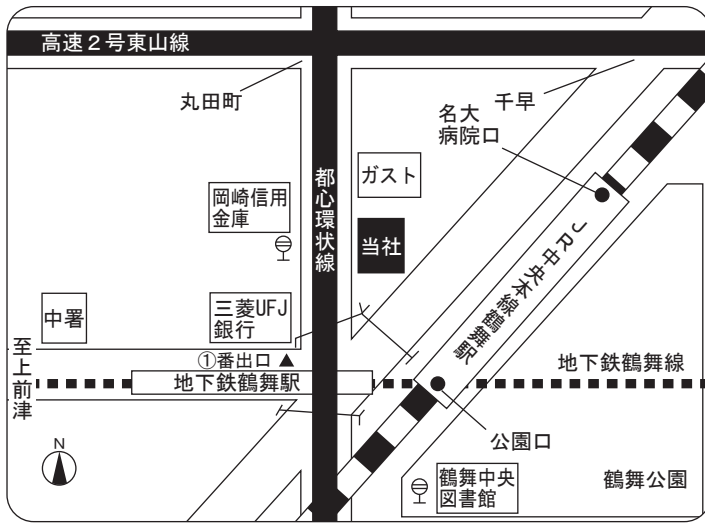 高速２号東山線
丸田町
千早
名大
病院口
ガスト
岡崎信用
金庫
都心環状線
当社
JR中央本線鶴舞駅
中署
三菱UFJ
銀行
①番出口 ▲
至上前津
地下鉄鶴舞駅
地下鉄鶴舞線
公園口
N
鶴舞中央
図書館
鶴舞公園